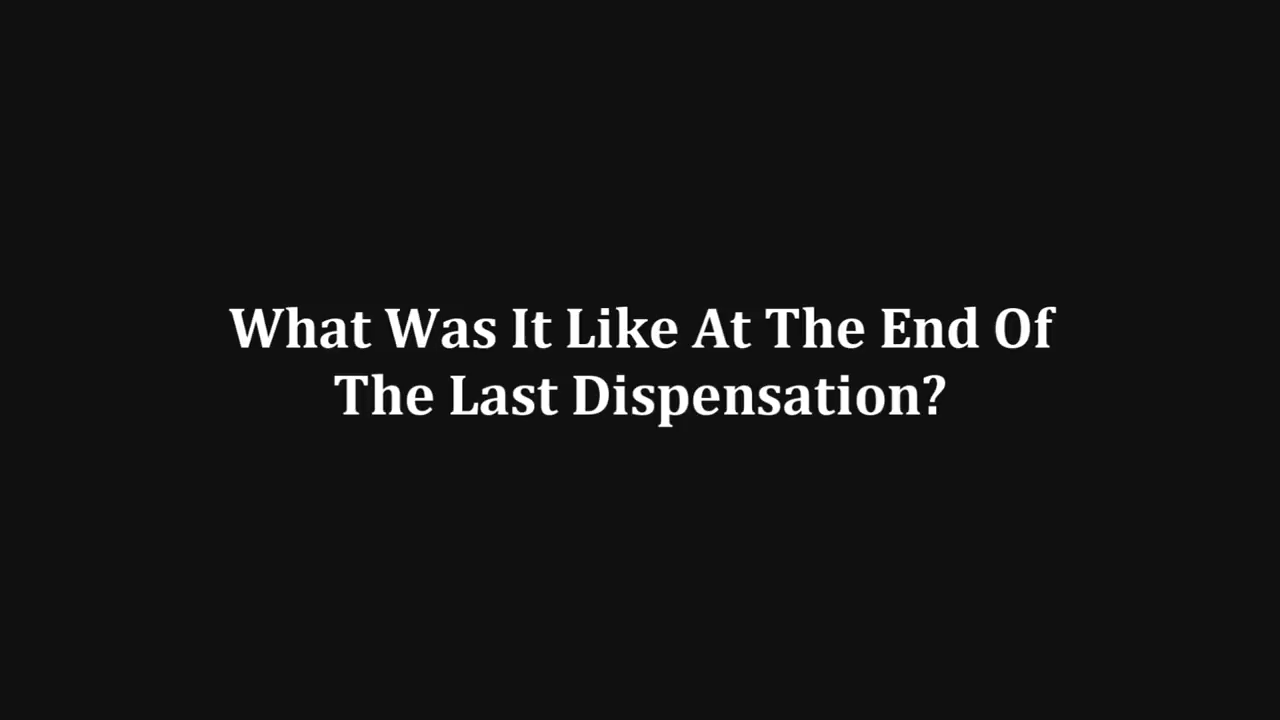 What Was It Like At The End Of
The Last Dispensation?